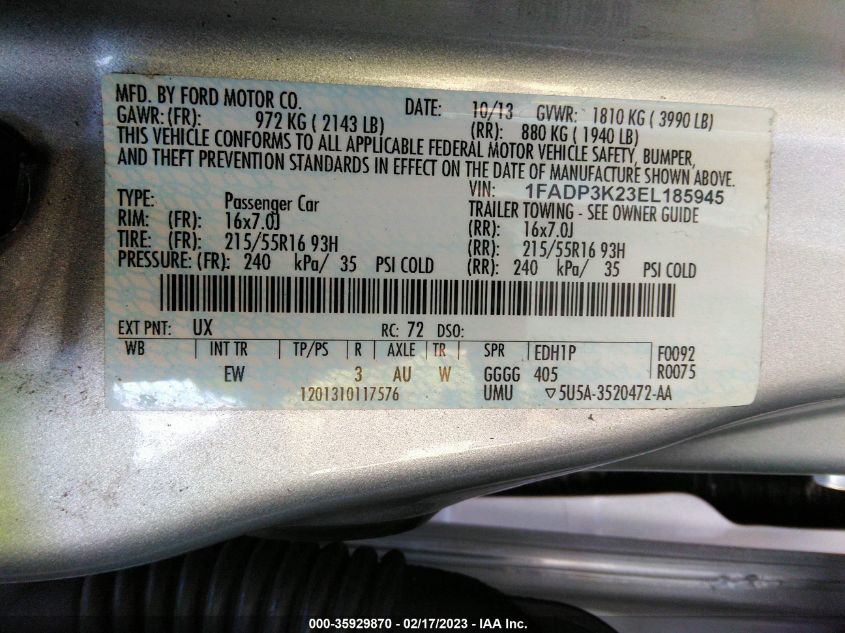 MFD. BY FORD MOTOR CO. DATE: 10/13 GVWR: 1810 KG ( 3990 LB)
GAWR: (FR): 972 KG ( 2143 LB) (RR): 880 KG ( 1940 LB)
THIS VEHICLE CONFORMS TO ALL APPLICABLE FEDERAL MOTOR VEHICLE SAFETY, BUMPER,
AND THEFT PREVENTION STANDARDS IN EFFECT ON THE DATE OF MANUFACTURE SHOWN ABOVE.
VIN: 1FADP3K23EL185945
TYPE: Passenger Car TRAILER TOWING - SEE OWNER GUIDE
RIM: (FR): 16x7.0J (RR): 16x7.0J
TIRE: (FR): 215/55R16 93H (RR): 215/55R16 93H
PRESSURE: (FR): 240 kPa/ 35 PSI COLD (RR): 240 kPa/ 35 PSI COLD
EXT PNT: UX RC: 72 DSO:
WB INT TR TP/PS R AXLE TR SPR EDH1P F0092
EW 3 AU W GGGG 405 R0075
1201310117576 UMU ▽5U5A-3520472-AA
000-35929870 - 02/17/2023 - IAA Inc.